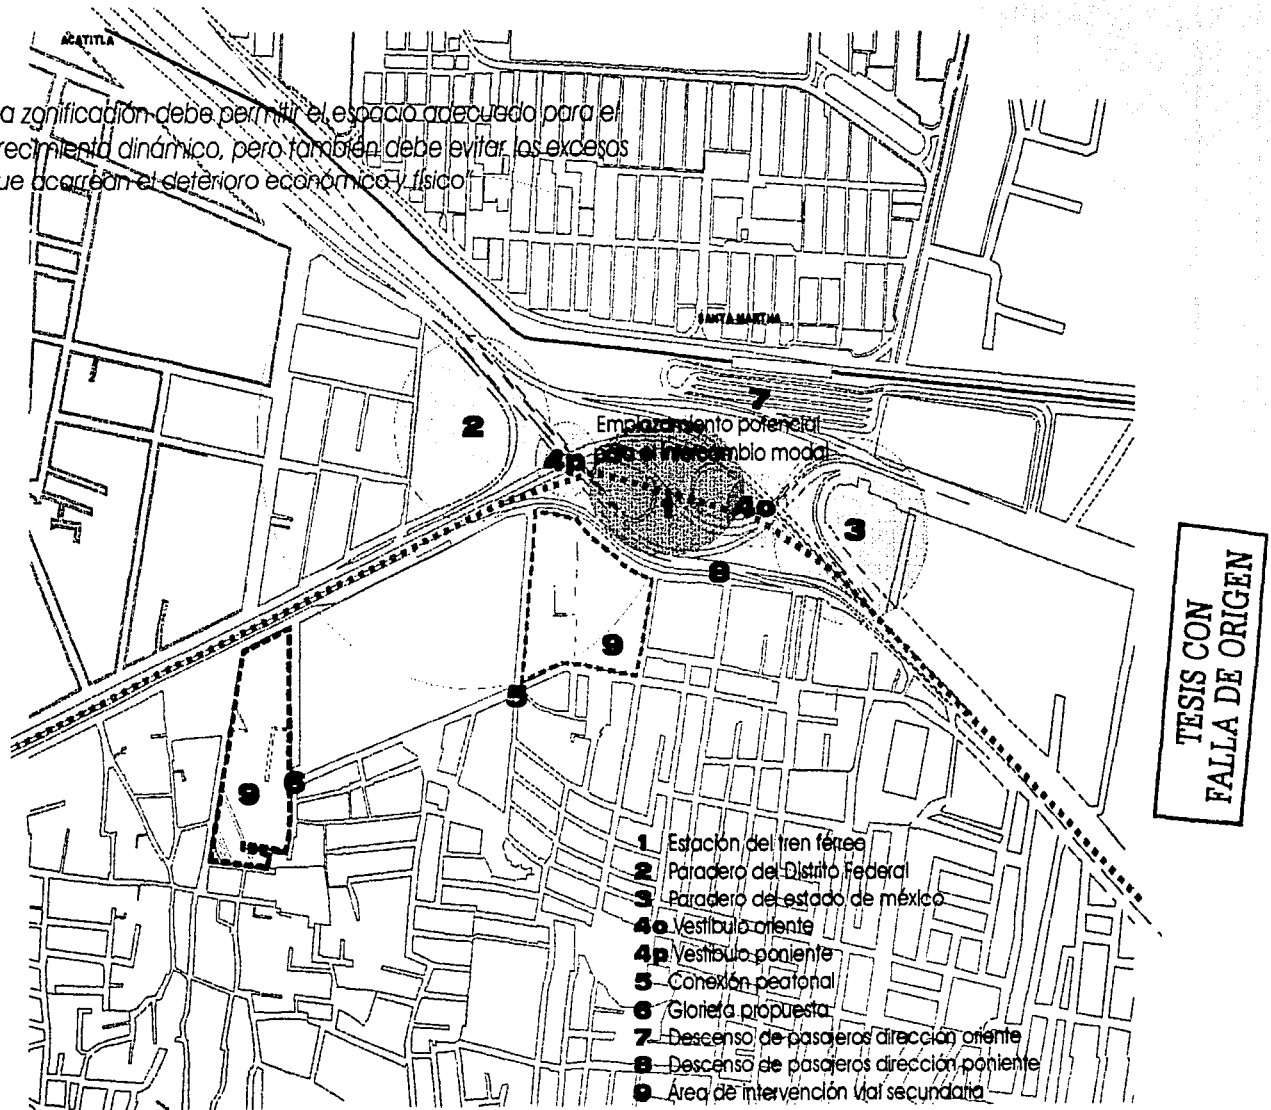 ACATITLA
a zonificación debe permitir el espacio adecuado para el
recimiento dinámico, pero también debe evitar los excesos
ue acarrean el deterioro económico y físico"
SANTA MARTHA
7
2
Emplazamiento potencial
4p para el intercambio modal
1
4o
3
8
9
5
6
9
TESIS CON
FALLA DE ORIGEN
1 Estación del tren férreo
2 Paradero del Distrito Federal
3 Paradero del estado de méxico
4o Vestíbulo oriente
4p Vestíbulo poniente
5 Conexión peatonal
6 Glorieta propuesta
7 Descenso de pasajeros dirección oriente
8 Descenso de pasajeros dirección poniente
9 Área de intervención vial secundaria